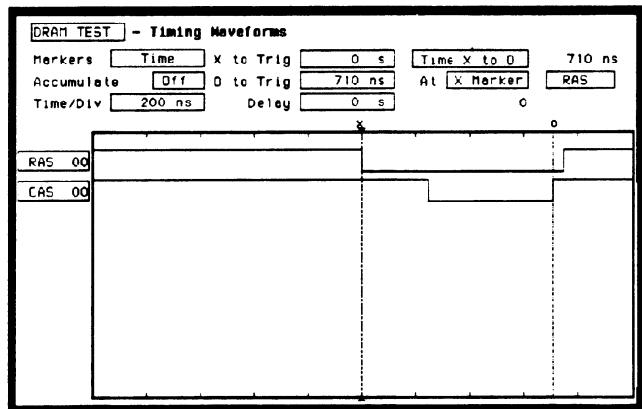 DRAM TEST - Timing Waveforms
Markers Time X to Trig 0 s Time X to O 710 ns
Accumulate Off O to Trig 710 ns At X Marker RAS
Time/Div 200 ns Delay 0 s 0
X O
RAS 00
CAS 00